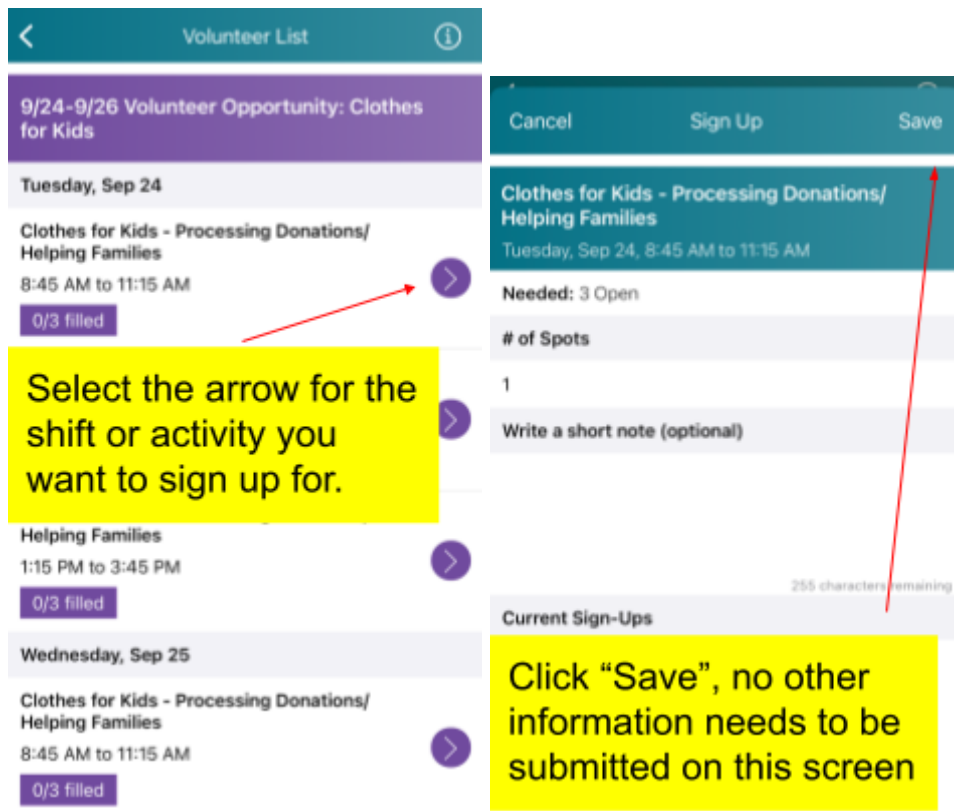 Volunteer List
9/24-9/26 Volunteer Opportunity: Clothes
for Kids
Tuesday, Sep 24
Clothes for Kids - Processing Donations/
Helping Families
8:45 AM to 11:15 AM
0/3 filled
Select the arrow for the
shift or activity you
want to sign up for.
Helping Families
1:15 PM to 3:45 PM
0/3 filled
Wednesday, Sep 25
Clothes for Kids - Processing Donations/
Helping Families
8:45 AM to 11:15 AM
0/3 filled
Cancel Sign Up Save
Clothes for Kids - Processing Donations/
Helping Families
Tuesday, Sep 24, 8:45 AM to 11:15 AM
Needed: 3 Open
# of Spots
1
Write a short note (optional)
255 characters remaining
Current Sign-Ups
Click “Save”, no other
information needs to be
submitted on this screen